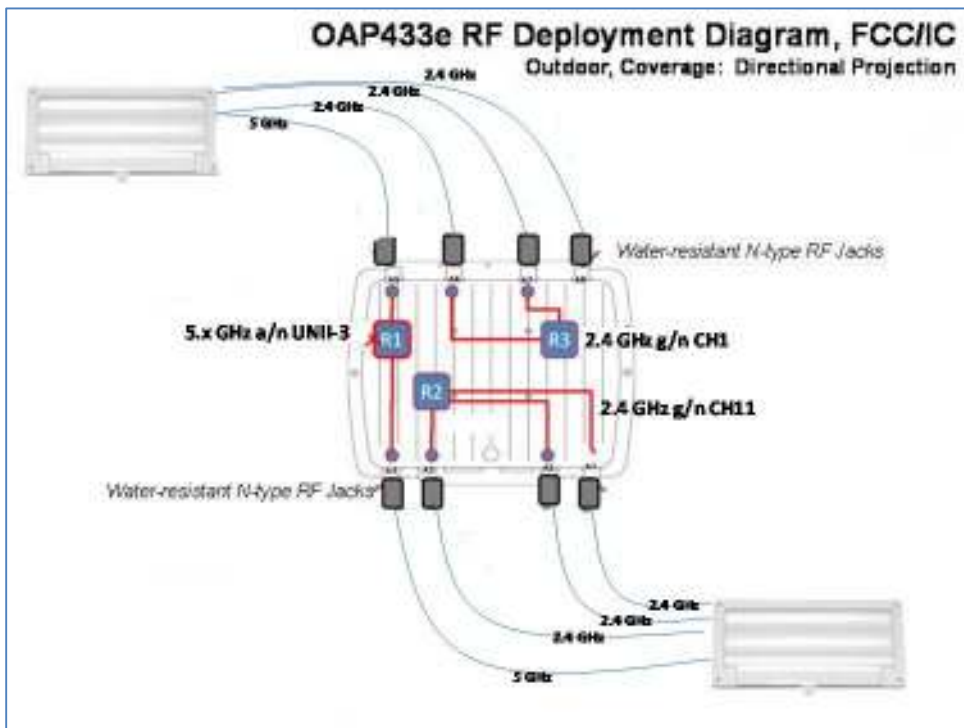 OAP433e RF Deployment Diagram, FCC/IC
Outdoor, Coverage: Directional Projection
2.4 GHz
2.4 GHz
2.4 GHz
5 GHz
Water-resistant N-type RF Jacks
5.x GHz a/n UNII-3
R1
R3
2.4 GHz g/n CH1
R2
2.4 GHz g/n CH11
Water-resistant N-type RF Jacks
2.4 GHz
2.4 GHz
2.4 GHz
5 GHz